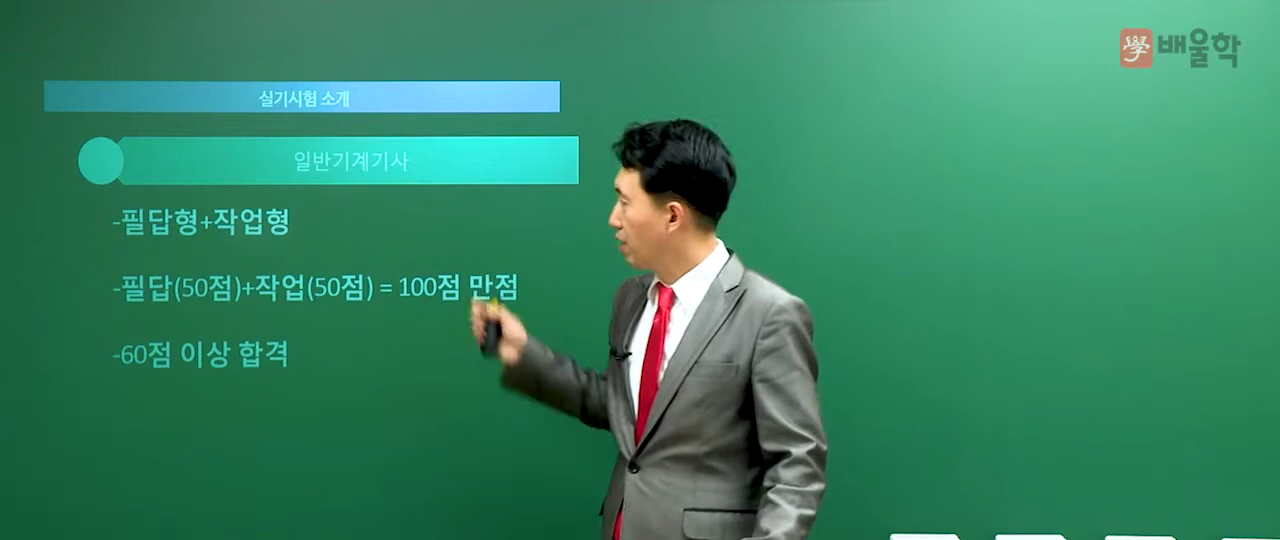 學 배울학
실기시험 소개
일반기계기사
-필답형+작업형
-필답(50점)+작업(50점) = 100점 만점
-60점 이상 합격